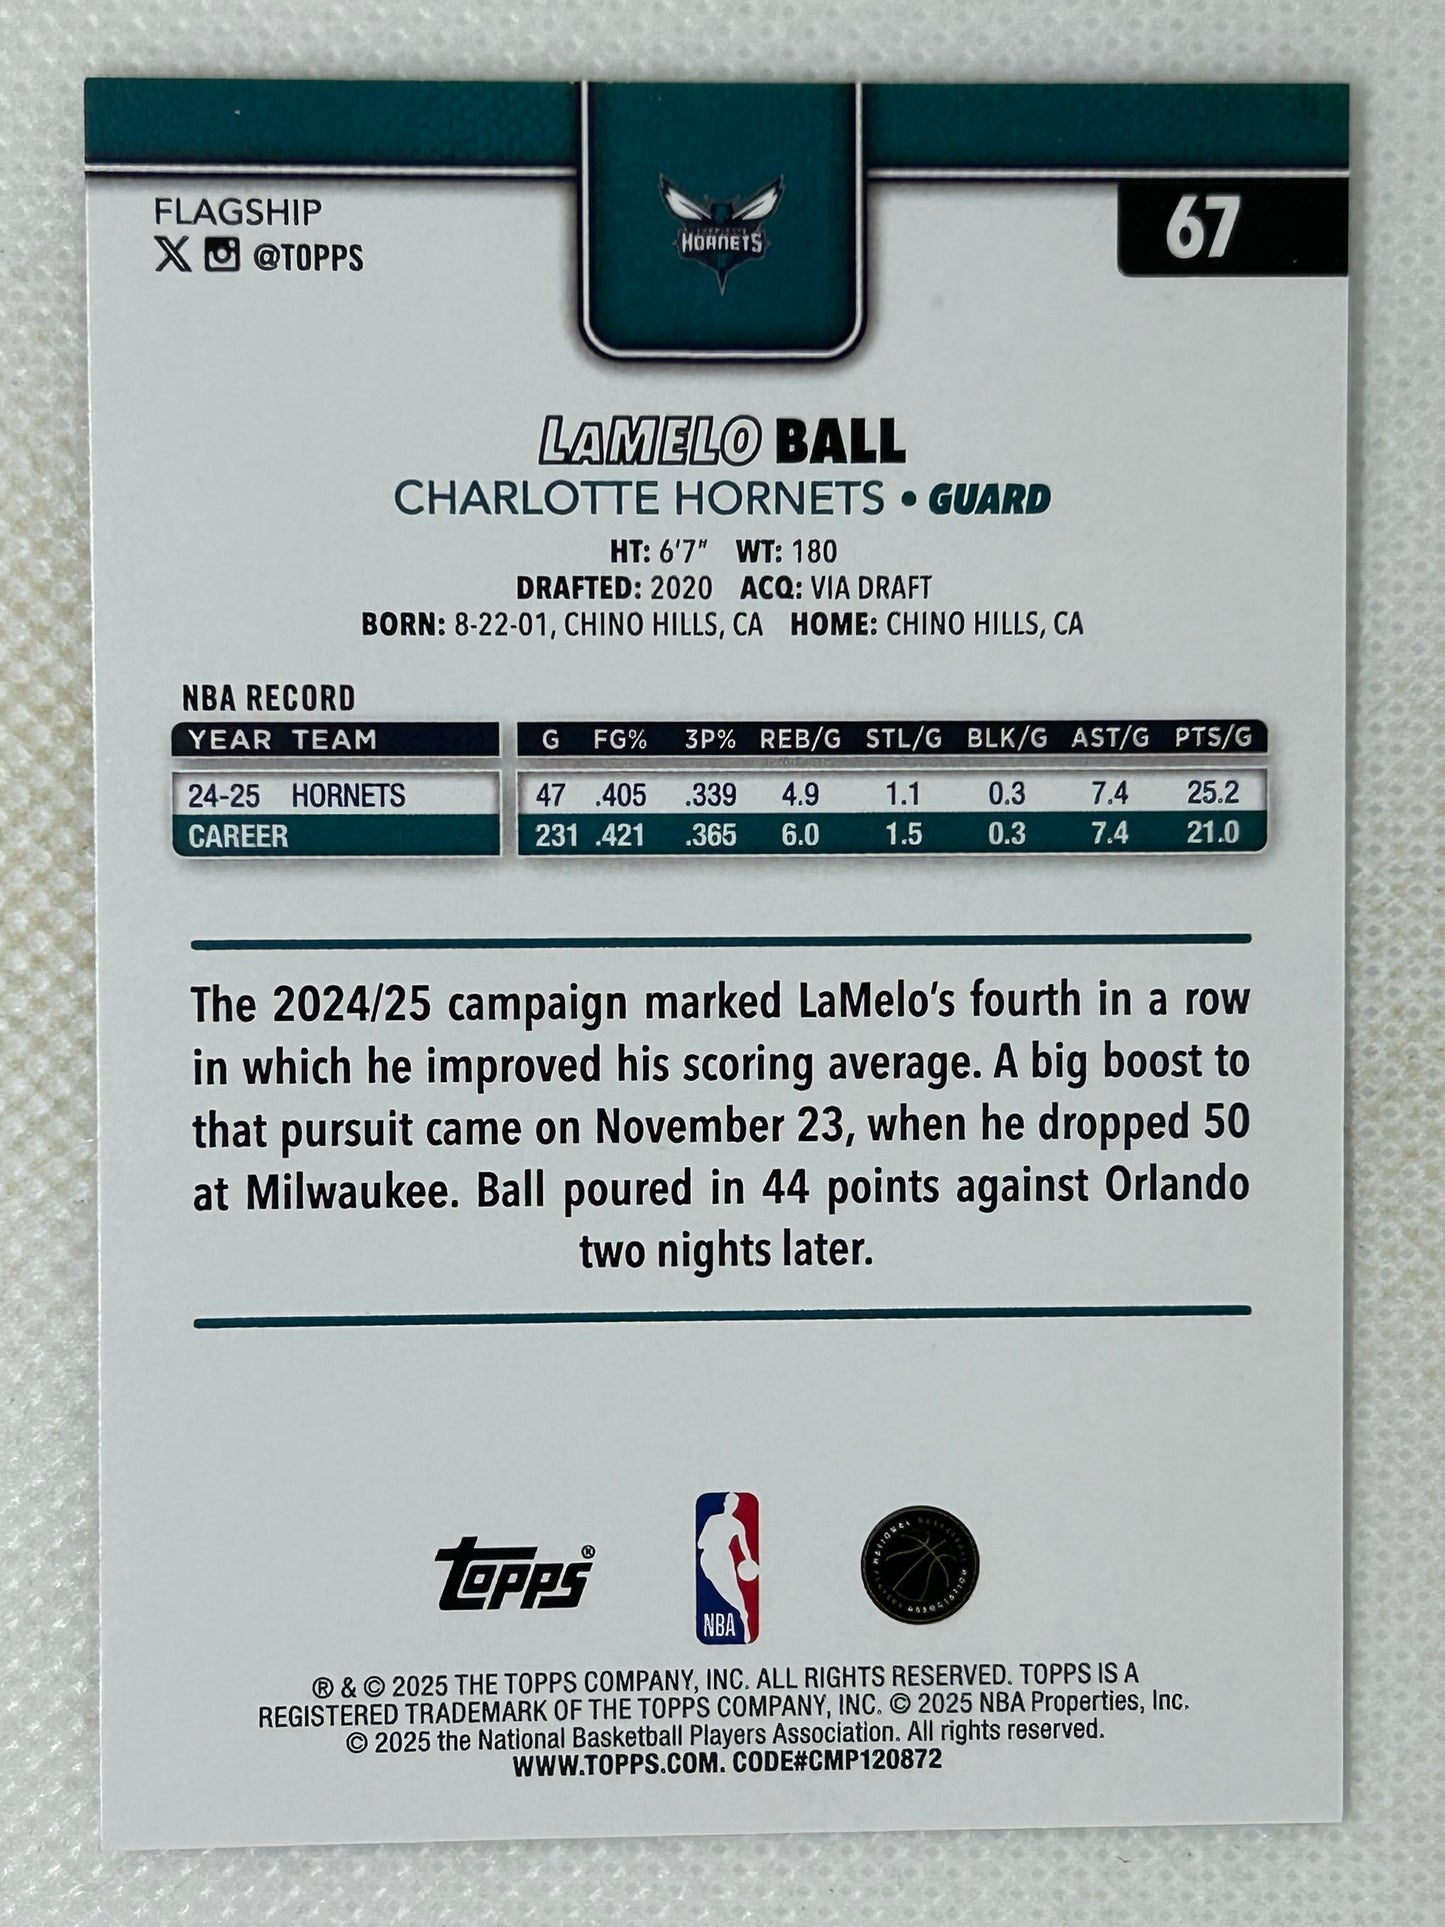 FLAGSHIP
@TOPPS
67
HORNETS
LAMELO BALL
CHARLOTTE HORNETS • GUARD
HT: 6'7" WT: 180
DRAFTED: 2020 ACQ: VIA DRAFT
BORN: 8-22-01, CHINO HILLS, CA HOME: CHINO HILLS, CA
NBA RECORD
YEAR TEAM G FG% 3P% REB/G STL/G BLK/G AST/G PTS/G
24-25 HORNETS 47 .405 .339 4.9 1.1 0.3 7.4 25.2
CAREER 231 .421 .365 6.0 1.5 0.3 7.4 21.0
The 2024/25 campaign marked LaMelo's fourth in a row
in which he improved his scoring average. A big boost to
that pursuit came on November 23, when he dropped 50
at Milwaukee. Ball poured in 44 points against Orlando
two nights later.
Topps®
NBA
® & © 2025 THE TOPPS COMPANY, INC. ALL RIGHTS RESERVED. TOPPS IS A
REGISTERED TRADEMARK OF THE TOPPS COMPANY, INC. © 2025 NBA Properties, Inc.
© 2025 the National Basketball Players Association. All rights reserved.
WWW.TOPPS.COM. CODE#CMP120872